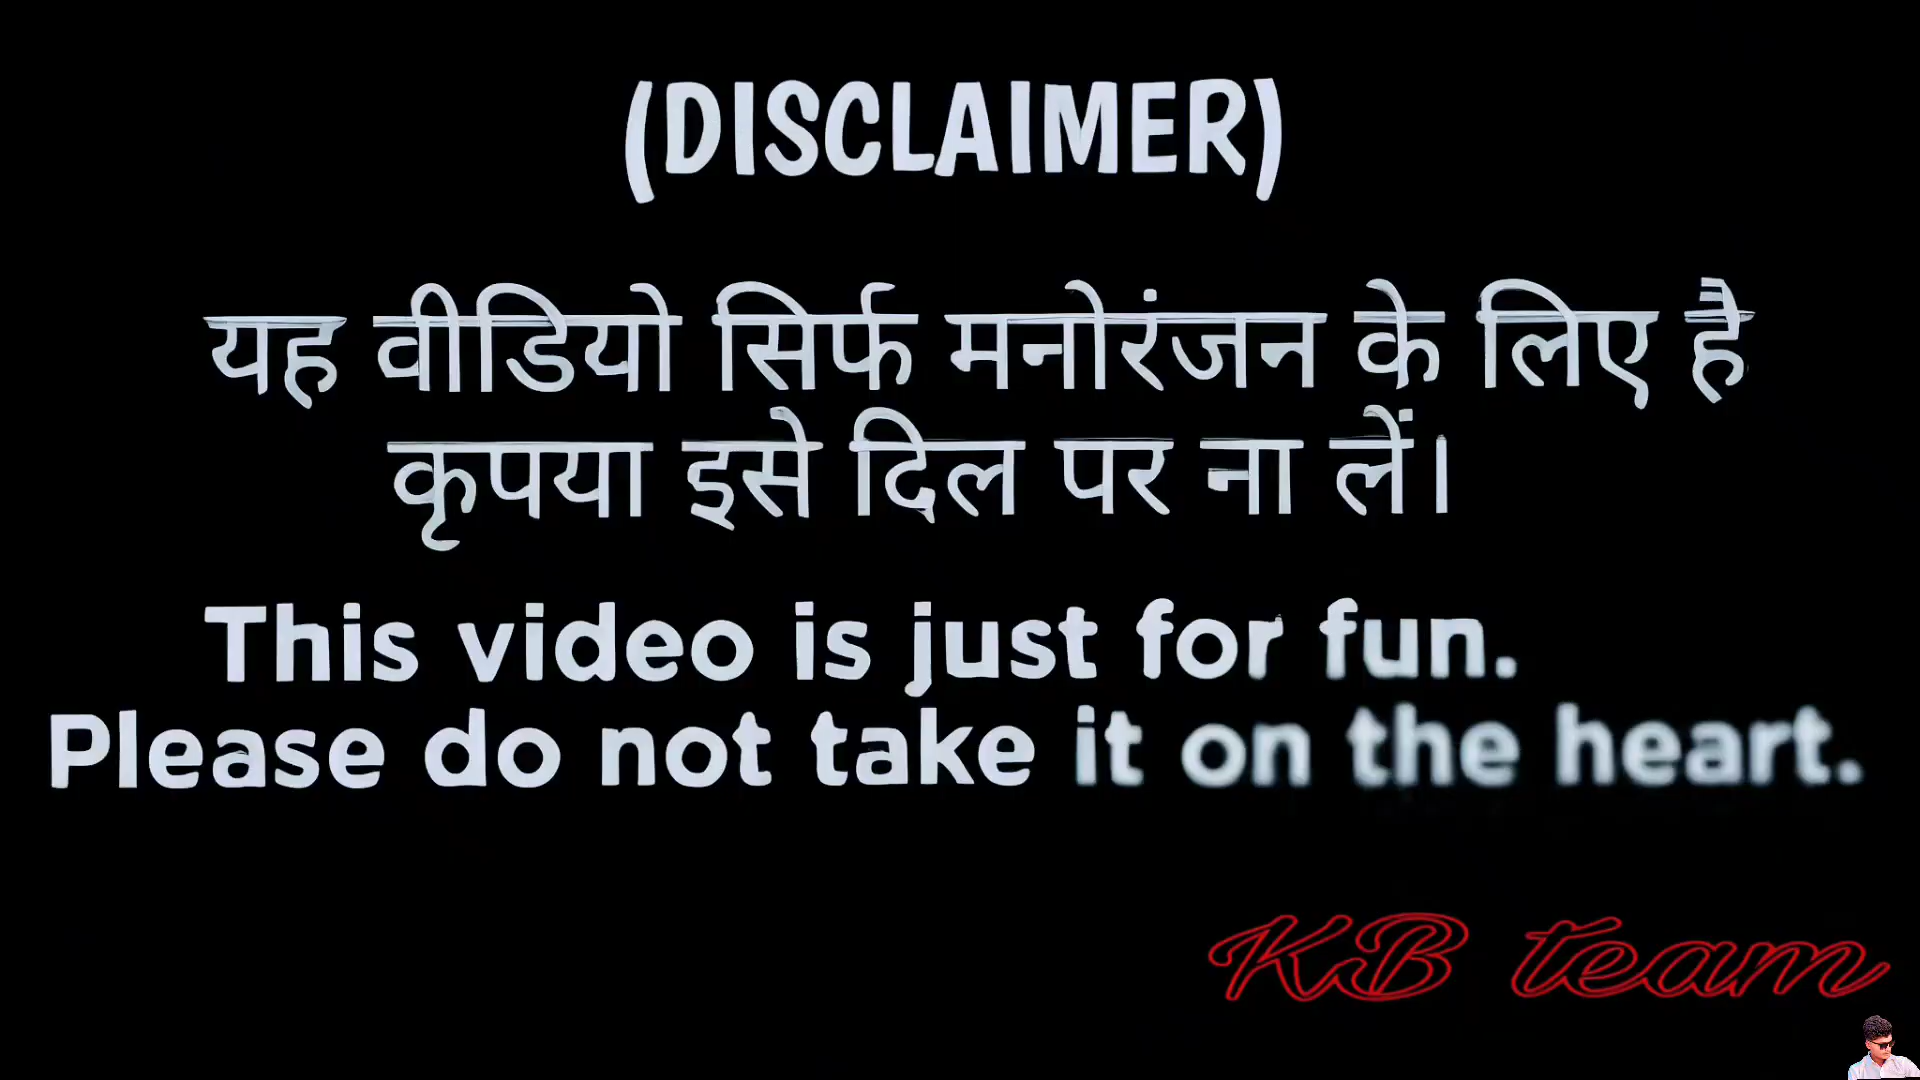 (DISCLAIMER)
यह वीडियो सिर्फ मनोरंजन के लिए है
कृपया इसे दिल पर ना लें।
This video is just for fun.
Please do not take it on the heart.
KB team